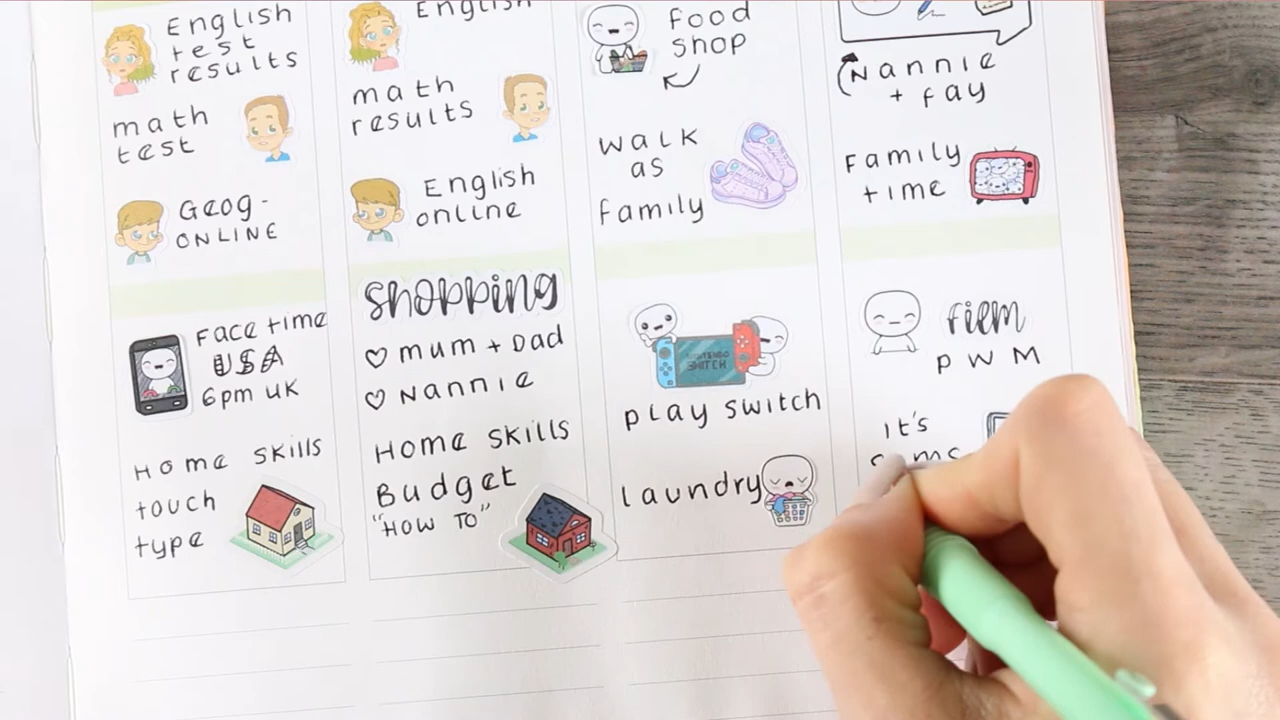 English
test
results
math
test
Geog-
ONLINE
Face time
USA
6pm UK
Home skills
touch
type
English
math
results
English
online
shopping
♡ mum + Dad
♡ Nannie
Home skills
Budget
"HOW TO"
food
shop
walk
as
family
NINTENDO
SWITCH
play switch
laundry
Nannie
+ fay
Family
time
film
PWM
It's